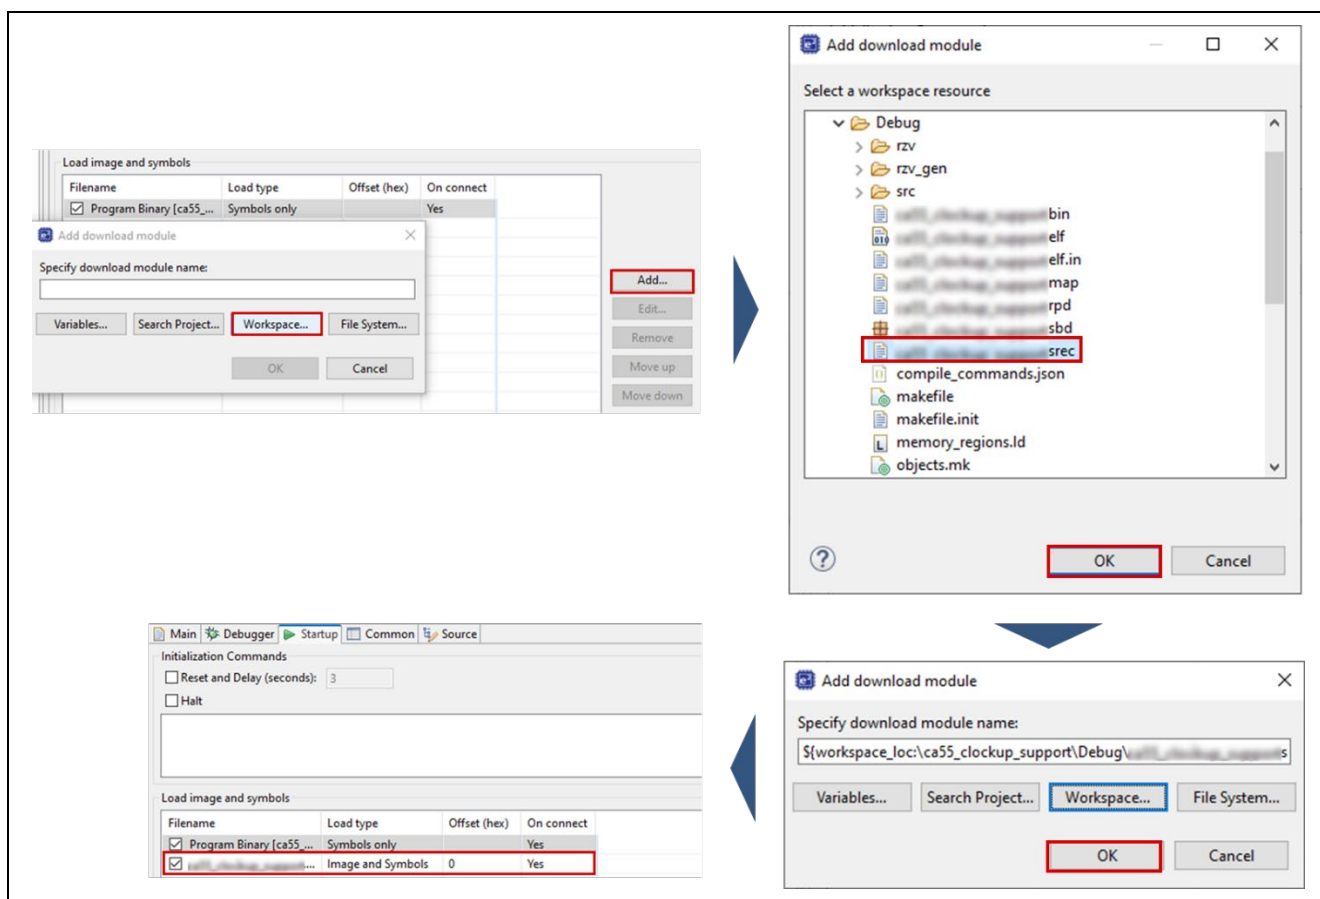 Load image and symbols
Filename Load type Offset (hex) On connect
Program Binary [ca55_... Symbols only Yes
Add download module
Specify download module name:
Variables... Search Project... Workspace... File System...
OK Cancel
Add...
Edit...
Remove
Move up
Move down
Add download module
Select a workspace resource
Debug
rzv
rzv_gen
src
bin
elf
elf.in
map
rpd
sbd
srec
compile_commands.json
makefile
makefile.init
memory_regions.ld
objects.mk
OK Cancel
Add download module
Specify download module name:
${workspace_loc:\ca55_clockup_support\Debug\ s
Variables... Search Project... Workspace... File System...
OK Cancel
Main Debugger Startup Common Source
Initialization Commands
Reset and Delay (seconds): 3
Halt
Load image and symbols
Filename Load type Offset (hex) On connect
Program Binary [ca55_... Symbols only Yes
... Image and Symbols 0 Yes